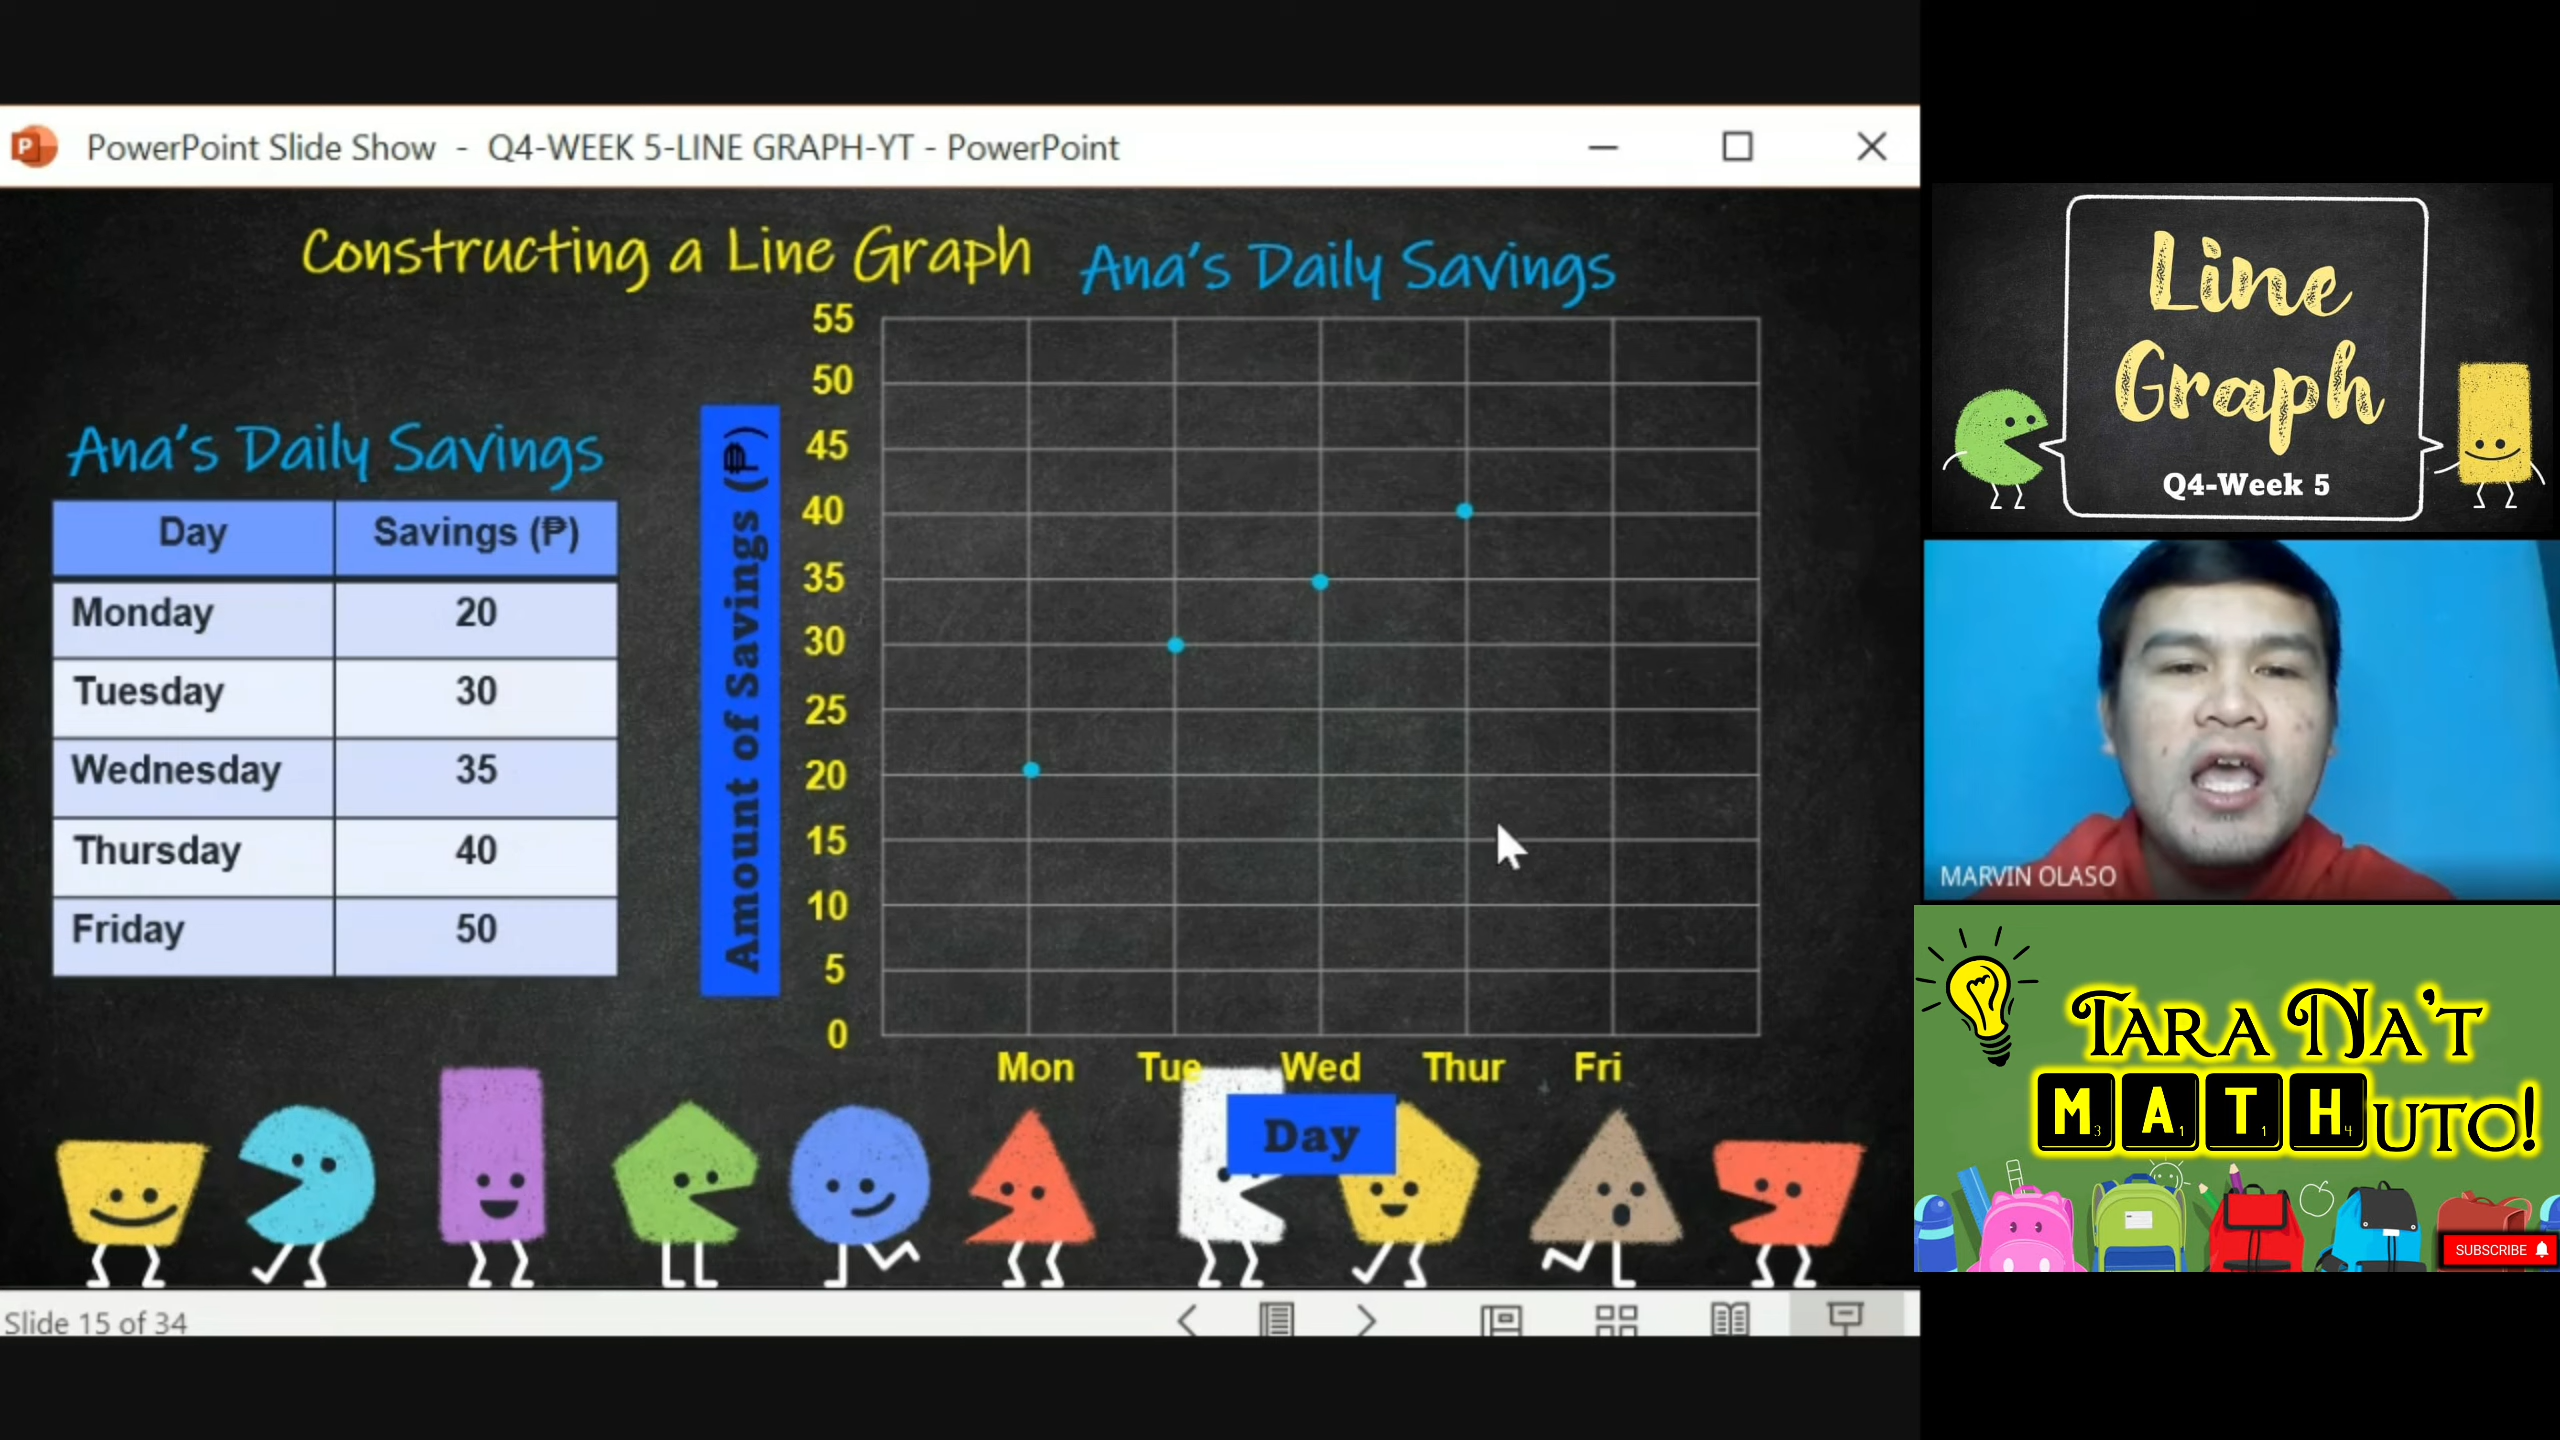 PowerPoint Slide Show - Q4-WEEK 5-LINE GRAPH-YT - PowerPoint
Constructing a Line Graph
Ana's Daily Savings
Day Savings (₱)
Monday 20
Tuesday 30
Wednesday 35
Thursday 40
Friday 50
Ana's Daily Savings
Amount of Savings (₱)
55
50
45
40
35
30
25
20
15
10
5
0
Mon Tue Wed Thur Fri
Day
Slide 15 of 34
Line
Graph
Q4-Week 5
MARVIN OLASO
TARA NA'T
MATHUTO!
SUBSCRIBE